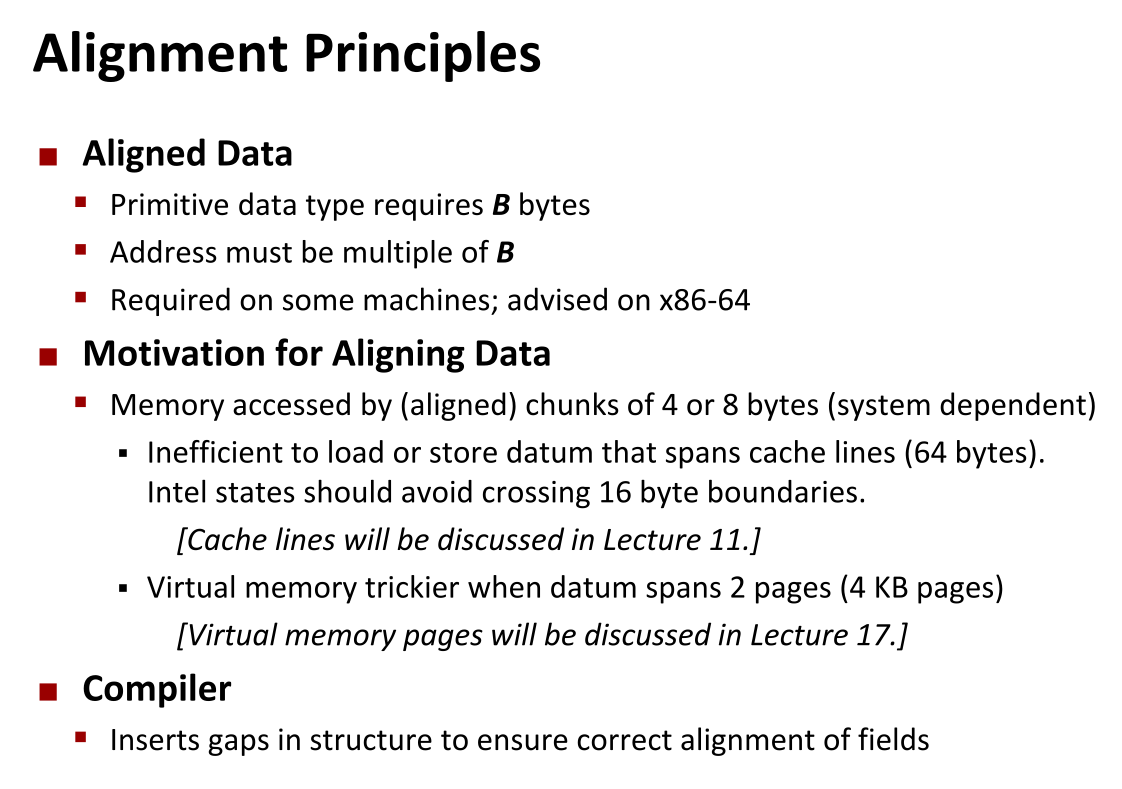 Alignment Principles
Aligned Data
Primitive data type requires B bytes
Address must be multiple of B
Required on some machines; advised on x86-64
Motivation for Aligning Data
Memory accessed by (aligned) chunks of 4 or 8 bytes (system dependent)
Inefficient to load or store datum that spans cache lines (64 bytes).
Intel states should avoid crossing 16 byte boundaries.
[Cache lines will be discussed in Lecture 11.]
Virtual memory trickier when datum spans 2 pages (4 KB pages)
[Virtual memory pages will be discussed in Lecture 17.]
Compiler
Inserts gaps in structure to ensure correct alignment of fields